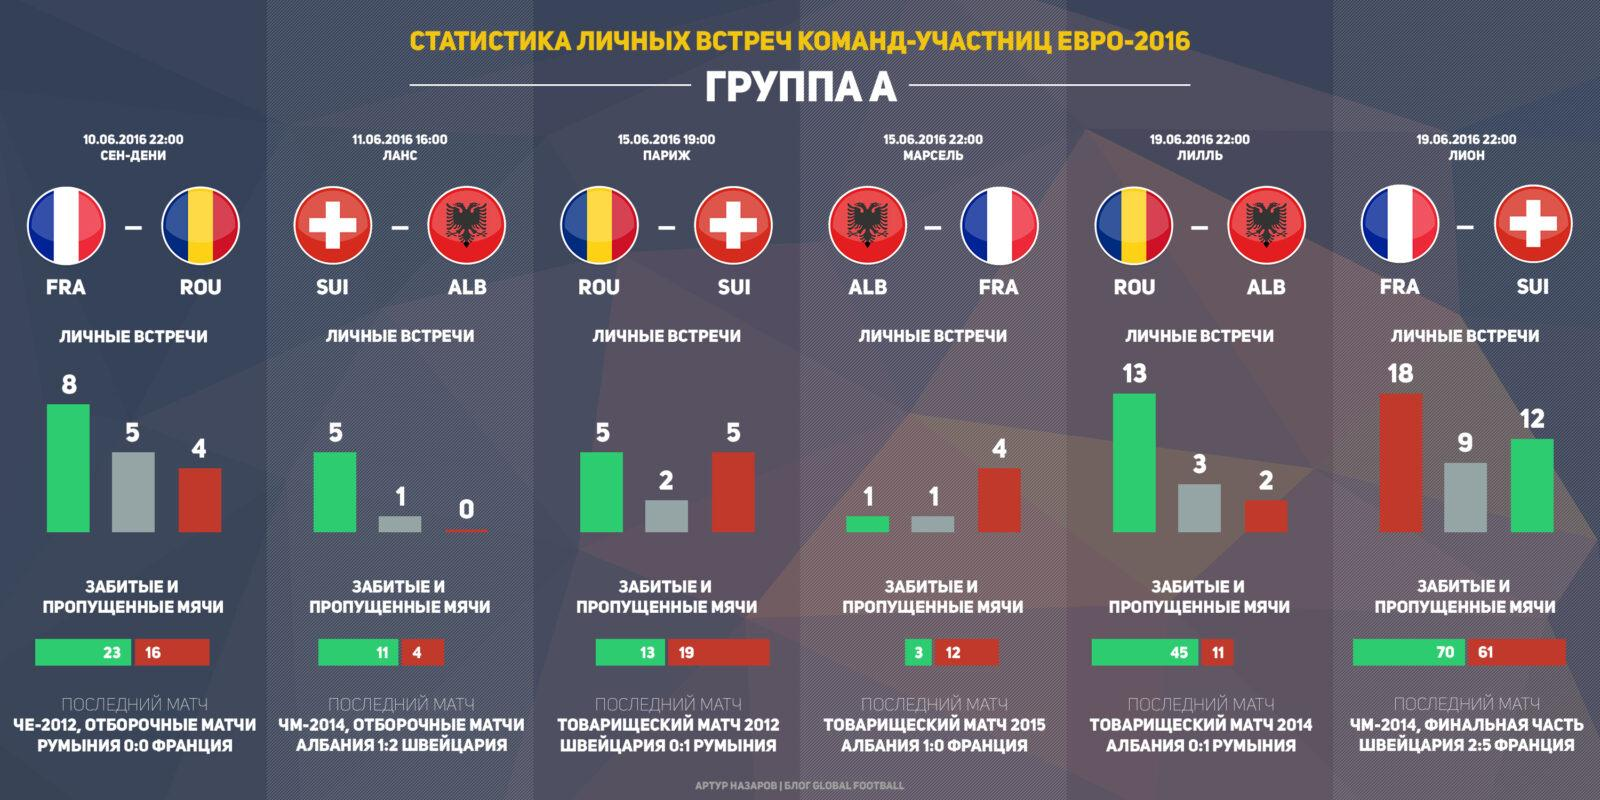 СТАТИСТИКА ЛИЧНЫХ ВСТРЕЧ КОМАНД-УЧАСТНИЦ ЕВРО-2016
ГРУППА А
10.06.2016 22:00
СЕН-ДЕНИ
FRA – ROU
ЛИЧНЫЕ ВСТРЕЧИ
8
5
4
ЗАБИТЫЕ И
ПРОПУЩЕННЫЕ МЯЧИ
23 16
ПОСЛЕДНИЙ МАТЧ
ЧЕ-2012, ОТБОРОЧНЫЕ МАТЧИ
РУМЫНИЯ 0:0 ФРАНЦИЯ
11.06.2016 16:00
ЛАНС
SUI – ALB
ЛИЧНЫЕ ВСТРЕЧИ
5
1
0
ЗАБИТЫЕ И
ПРОПУЩЕННЫЕ МЯЧИ
11 4
ПОСЛЕДНИЙ МАТЧ
ЧМ-2014, ОТБОРОЧНЫЕ МАТЧИ
АЛБАНИЯ 1:2 ШВЕЙЦАРИЯ
15.06.2016 19:00
ПАРИЖ
ROU – SUI
ЛИЧНЫЕ ВСТРЕЧИ
5
2
5
ЗАБИТЫЕ И
ПРОПУЩЕННЫЕ МЯЧИ
13 19
ПОСЛЕДНИЙ МАТЧ
ТОВАРИЩЕСКИЙ МАТЧ 2012
ШВЕЙЦАРИЯ 0:1 РУМЫНИЯ
15.06.2016 22:00
МАРСЕЛЬ
ALB – FRA
ЛИЧНЫЕ ВСТРЕЧИ
1
1
4
ЗАБИТЫЕ И
ПРОПУЩЕННЫЕ МЯЧИ
3 12
ПОСЛЕДНИЙ МАТЧ
ТОВАРИЩЕСКИЙ МАТЧ 2015
АЛБАНИЯ 1:0 ФРАНЦИЯ
19.06.2016 22:00
ЛИЛЛЬ
ROU – ALB
ЛИЧНЫЕ ВСТРЕЧИ
13
3
2
ЗАБИТЫЕ И
ПРОПУЩЕННЫЕ МЯЧИ
45 11
ПОСЛЕДНИЙ МАТЧ
ТОВАРИЩЕСКИЙ МАТЧ 2014
АЛБАНИЯ 0:1 РУМЫНИЯ
19.06.2016 22:00
ЛИОН
FRA – SUI
ЛИЧНЫЕ ВСТРЕЧИ
18
9
12
ЗАБИТЫЕ И
ПРОПУЩЕННЫЕ МЯЧИ
70 61
ПОСЛЕДНИЙ МАТЧ
ЧМ-2014, ФИНАЛЬНАЯ ЧАСТЬ
ШВЕЙЦАРИЯ 2:5 ФРАНЦИЯ
АРТУР НАЗАРОВ | БЛОГ GLOBAL FOOTBALL